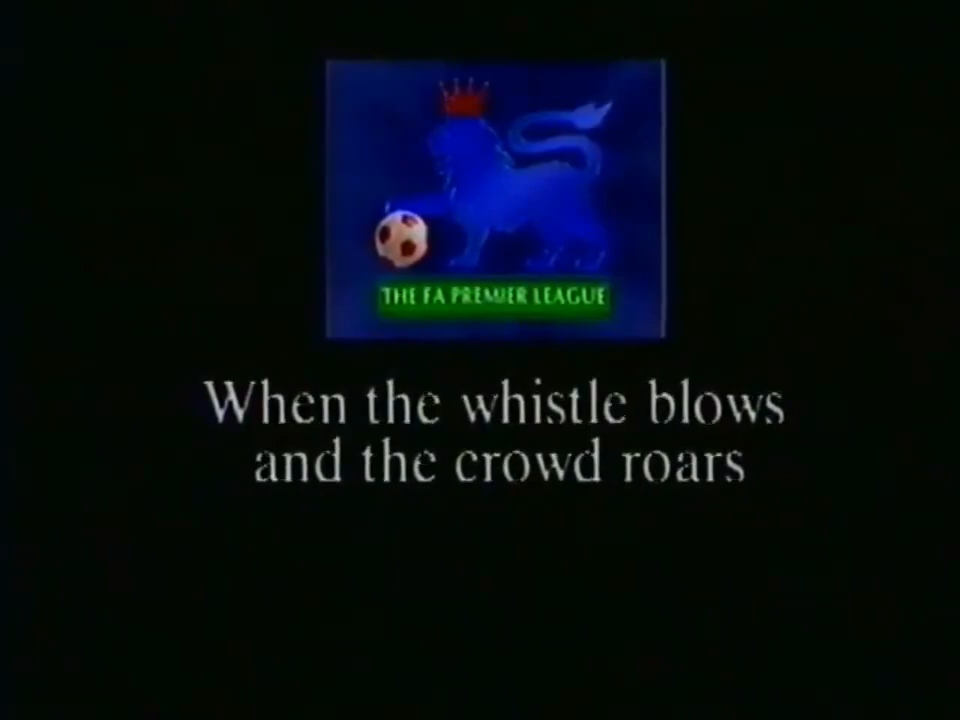 THE FA PREMIER LEAGUE
When the whistle blows
and the crowd roars